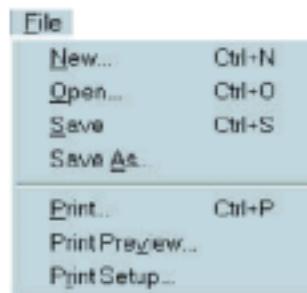 File
New... Ctrl+N
Open... Ctrl+O
Save Ctrl+S
Save As...
Print... Ctrl+P
Print Preview...
Print Setup...